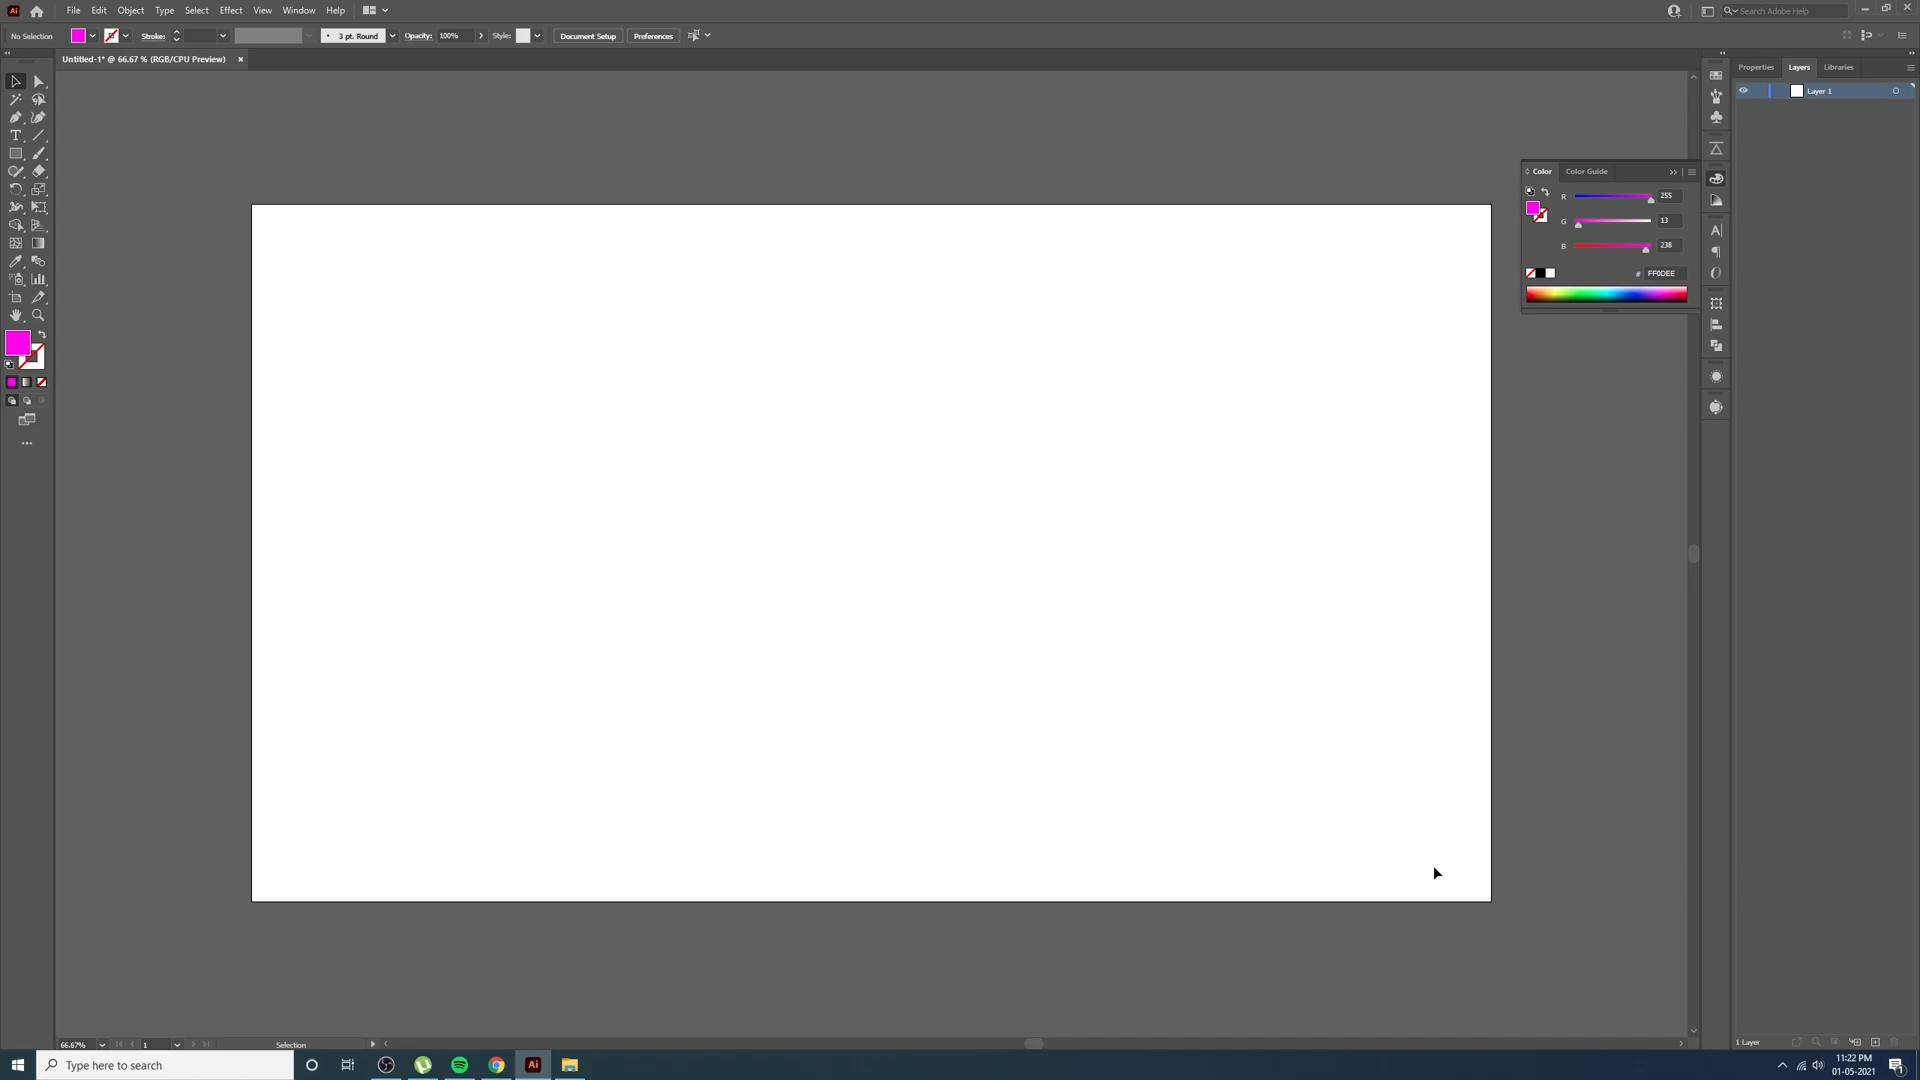 Ai File Edit Object Type Select Effect View Window Help Search Adobe Help
No Selection Stroke: 3 pt. Round Opacity: 100% Style: Document Setup Preferences
Untitled-1* @ 66.67 % (RGB/CPU Preview) ×
Properties Layers Libraries
Layer 1
Color Color Guide
R 255
G 13
B 238
# FF0DEE
66.67% 1 Selection
1 Layer
Type here to search
Ai
11:22 PM
01-05-2021
1